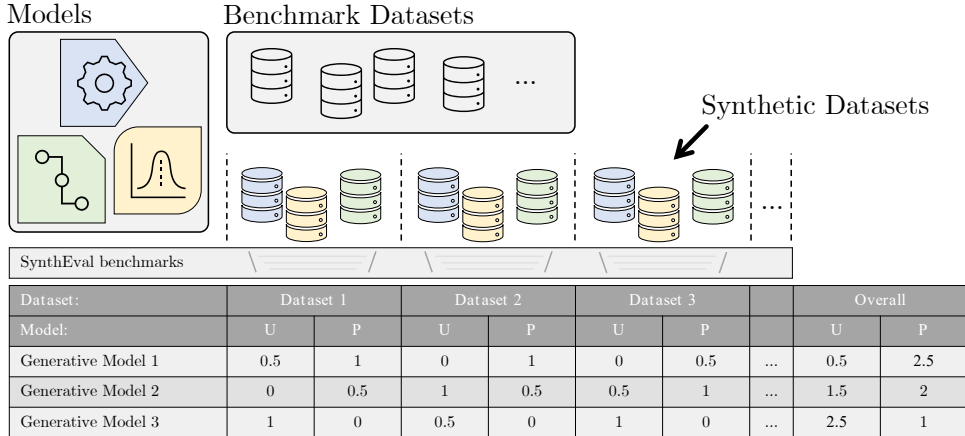 Models
Benchmark Datasets
...
Synthetic Datasets
...
SynthEval benchmarks
Dataset: Dataset 1 Dataset 2 Dataset 3 Overall
Model: U P U P U P U P
Generative Model 1 0.5 1 0 1 0 0.5 ... 0.5 2.5
Generative Model 2 0 0.5 1 0.5 0.5 1 ... 1.5 2
Generative Model 3 1 0 0.5 0 1 0 ... 2.5 1